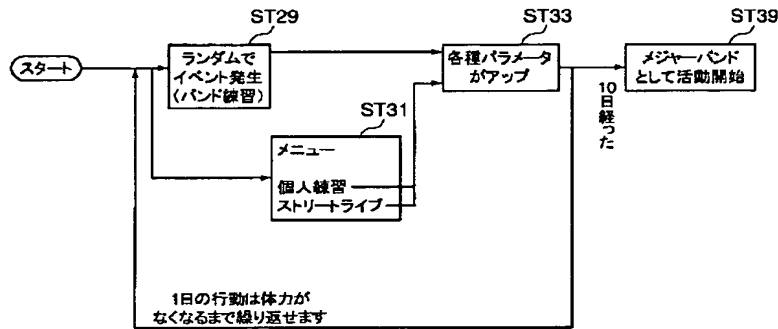 ST29
ST33
ST39
スタート
ランダムで
イベント発生
(バンド練習)
各種パラメータ
がアップ
メジャーバンド
として活動開始
10日経った
ST31
メニュー
個人練習
ストリートライブ
1日の行動は体力が
なくなるまで繰り返せます